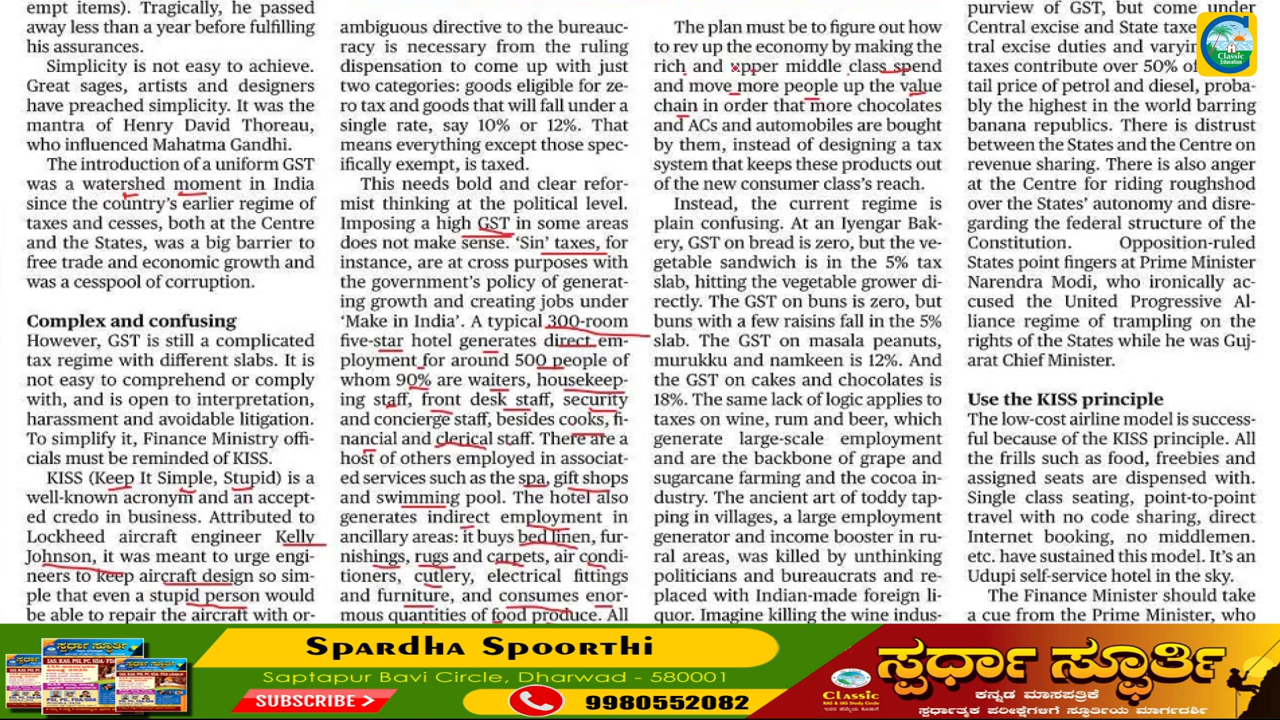 empt items). Tragically, he passed
away less than a year before fulfilling
his assurances.
Simplicity is not easy to achieve.
Great sages, artists and designers
have preached simplicity. It was the
mantra of Henry David Thoreau,
who influenced Mahatma Gandhi.
The introduction of a uniform GST
was a watershed moment in India
since the country's earlier regime of
taxes and cesses, both at the Centre
and the States, was a big barrier to
free trade and economic growth and
was a cesspool of corruption.
Complex and confusing
However, GST is still a complicated
tax regime with different slabs. It is
not easy to comprehend or comply
with, and is open to interpretation,
harassment and avoidable litigation.
To simplify it, Finance Ministry offi-
cials must be reminded of KISS.
KISS (Keep It Simple, Stupid) is a
well-known acronym and an accept-
ed credo in business. Attributed to
Lockheed aircraft engineer Kelly
Johnson, it was meant to urge engi-
neers to keep aircraft design so sim-
ple that even a stupid person would
be able to repair the aircraft with or-
ambiguous directive to the bureauc-
racy is necessary from the ruling
dispensation to come up with just
two categories: goods eligible for ze-
ro tax and goods that will fall under a
single rate, say 10% or 12%. That
means everything except those spec-
ifically exempt, is taxed.
This needs bold and clear refor-
mist thinking at the political level.
Imposing a high GST in some areas
does not make sense. 'Sin' taxes, for
instance, are at cross purposes with
the government's policy of generat-
ing growth and creating jobs under
'Make in India'. A typical 300-room
five-star hotel generates direct em-
ployment for around 500 people of
whom 90% are waiters, housekeep-
ing staff, front desk staff, security
and concierge staff, besides cooks, fi-
nancial and clerical staff. There are a
host of others employed in associat-
ed services such as the spa, gift shops
and swimming pool. The hotel also
generates indirect employment in
ancillary areas: it buys bed linen, fur-
nishings, rugs and carpets, air condi-
tioners, cutlery, electrical fittings
and furniture, and consumes enor-
mous quantities of food produce. All
The plan must be to figure out how
to rev up the economy by making the
rich and upper middle class spend
and move more people up the value
chain in order that more chocolates
and ACs and automobiles are bought
by them, instead of designing a tax
system that keeps these products out
of the new consumer class's reach.
Instead, the current regime is
plain confusing. At an Iyengar Bak-
ery, GST on bread is zero, but the ve-
getable sandwich is in the 5% tax
slab, hitting the vegetable grower di-
rectly. The GST on buns is zero, but
buns with a few raisins fall in the 5%
slab. The GST on masala peanuts,
murukku and namkeen is 12%. And
the GST on cakes and chocolates is
18%. The same lack of logic applies to
taxes on wine, rum and beer, which
generate large-scale employment
and are the backbone of grape and
sugarcane farming and the cocoa in-
dustry. The ancient art of toddy tap-
ping in villages, a large employment
generator and income booster in ru-
ral areas, was killed by unthinking
politicians and bureaucrats and re-
placed with Indian-made foreign li-
quor. Imagine killing the wine indus-
purview of GST, but come under
Central excise and State taxe
tral excise duties and varyin
taxes contribute over 50% of
tail price of petrol and diesel, proba-
bly the highest in the world barring
banana republics. There is distrust
between the States and the Centre on
revenue sharing. There is also anger
at the Centre for riding roughshod
over the States' autonomy and disre-
garding the federal structure of the
Constitution. Opposition-ruled
States point fingers at Prime Minister
Narendra Modi, who ironically ac-
cused the United Progressive Al-
liance regime of trampling on the
rights of the States while he was Guj-
arat Chief Minister.
Use the KISS principle
The low-cost airline model is success-
ful because of the KISS principle. All
the frills such as food, freebies and
assigned seats are dispensed with.
Single class seating, point-to-point
travel with no code sharing, direct
Internet booking, no middlemen.
etc. have sustained this model. It's an
Udupi self-service hotel in the sky.
The Finance Minister should take
a cue from the Prime Minister, who
Classic
Education
Spardha Spoorthi
Saptapur Bavi Circle, Dharwad - 580001
SUBSCRIBE
9980552082
Classic
KAS & IAS Study Circle
ಸ್ಪರ್ಧಾ ಸ್ಫೂರ್ತಿ
ಕನ್ನಡ ಮಾಸಪತ್ರಿಕೆ
ಸ್ಪರ್ಧಾತ್ಮಕ ಪರೀಕ್ಷೆಗಳಿಗೆ ಸ್ಫೂರ್ತಿಯ ಮಾರ್ಗದರ್ಶಿ